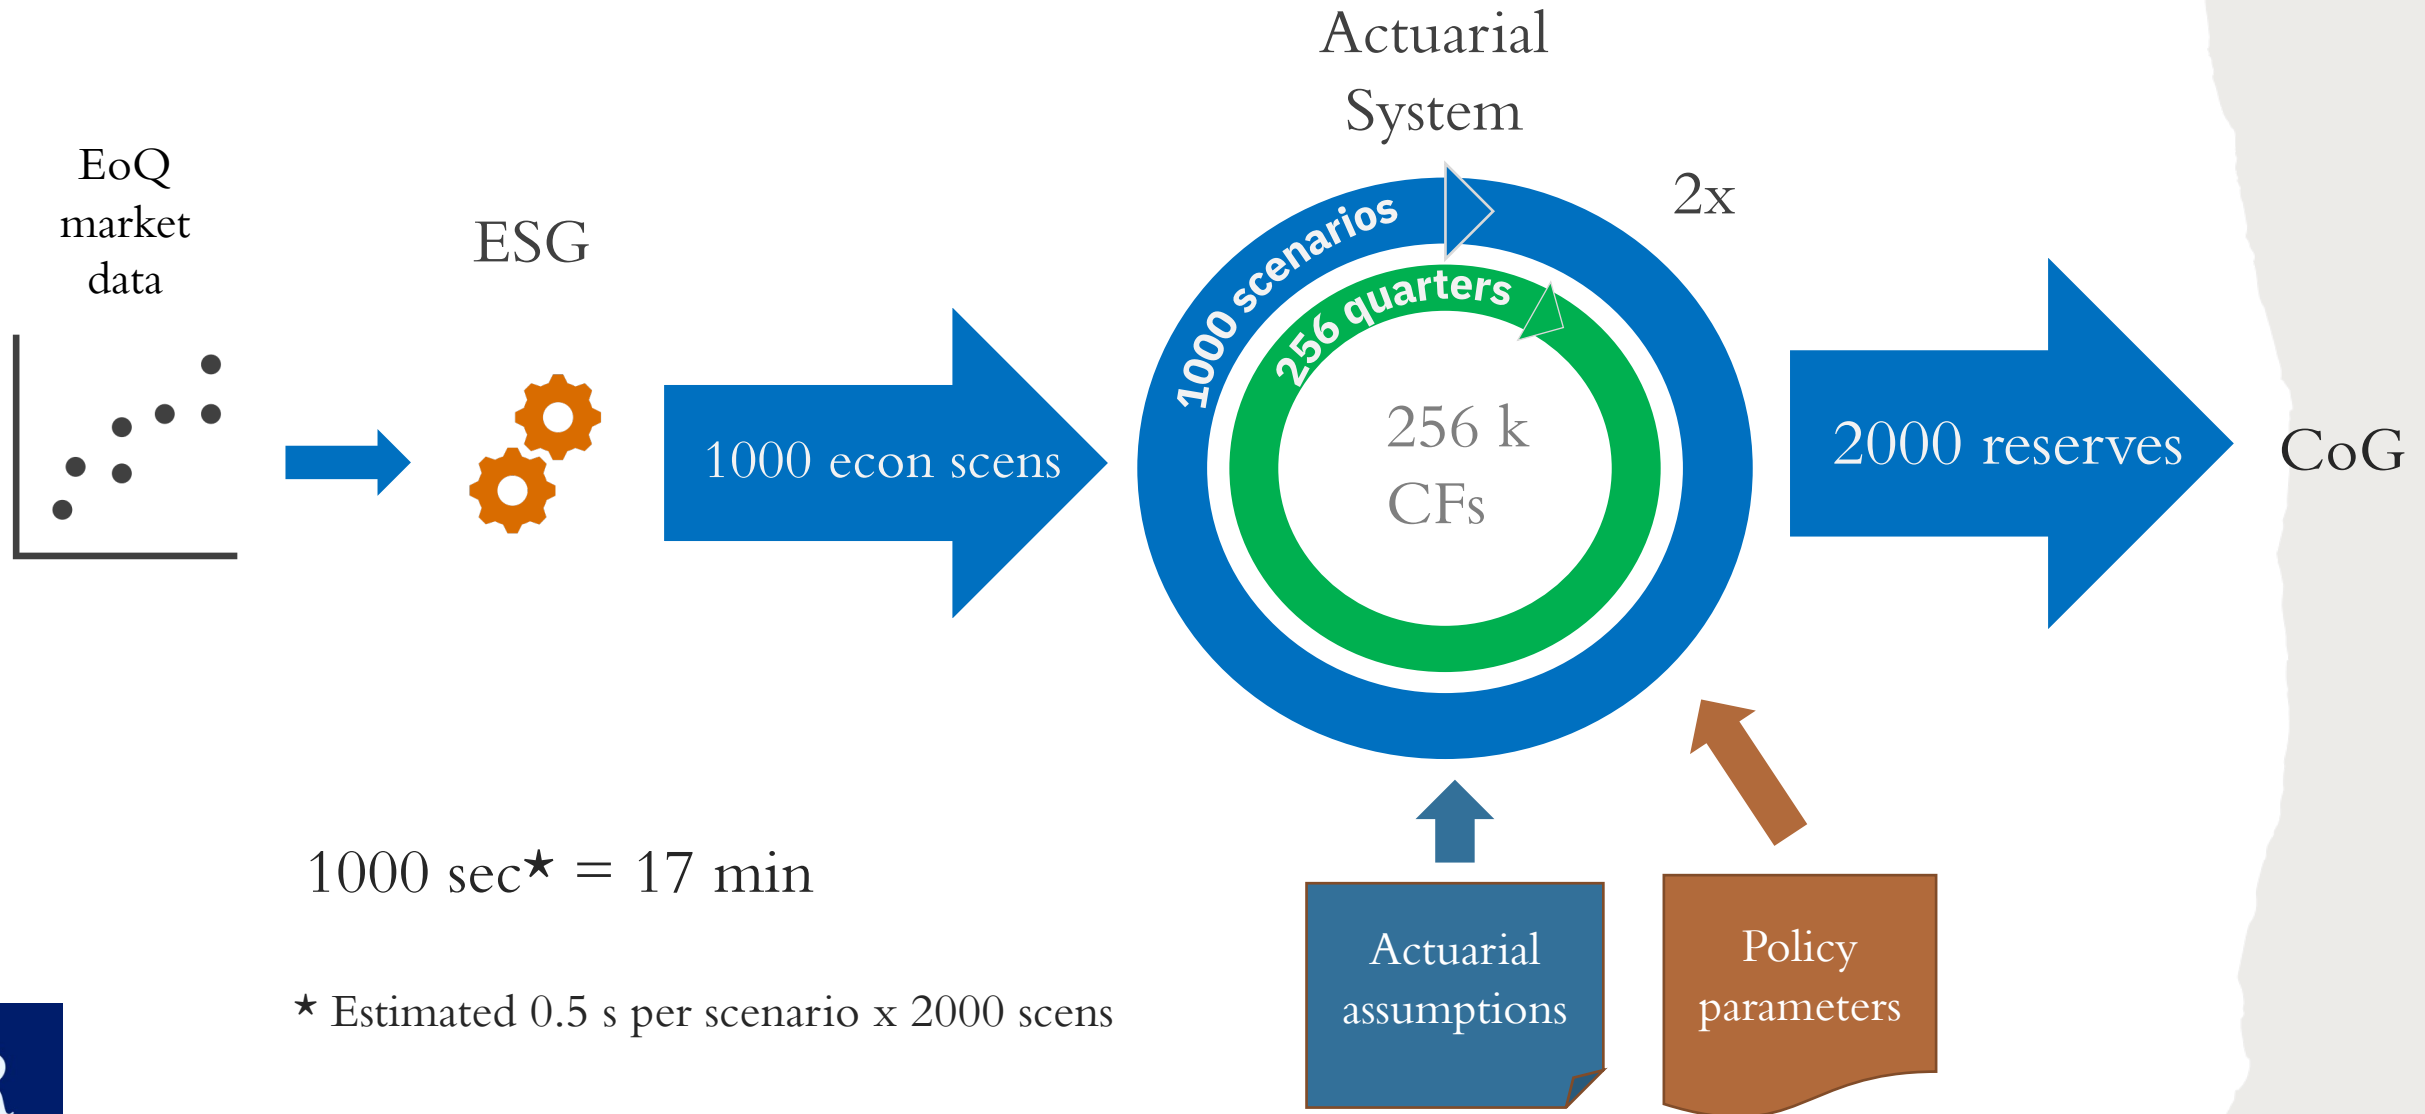 Actuarial
System
EoQ
market
data
ESG
2x
1000 scenarios
256 quarters
256 k
CFs
1000 econ scens
2000 reserves
CoG
1000 sec★ = 17 min
★ Estimated 0.5 s per scenario x 2000 scens
Actuarial
assumptions
Policy
parameters